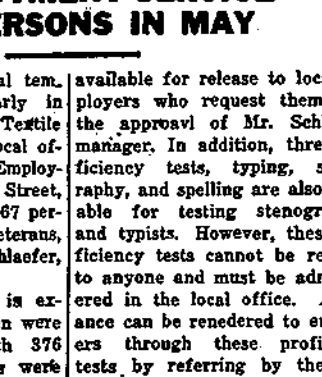 ERSONS IN MAY
al tem-
arly in
Textile
ocal of-
Employ-
Street,
67 per-
eterans,
hlaefer,
is ex-
n were
h 376
were
available for release to loc
ployers who request them
the approavl of Mr. Sch
manager. In addition, thre
ficiency tests, typing, s
raphy, and spelling are also
able for testing stenogr
and typists. However, thes
ficiency tests cannot be re
to anyone and must be adm
ered in the local office. A
ance can be renedered to em
ers through these profi
tests by referring by the